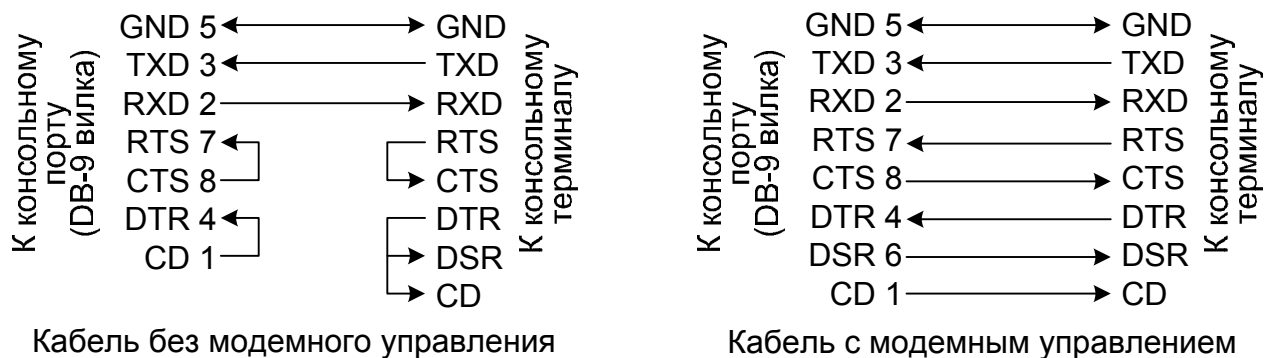 К консольному
порту
(DB-9 вилка)
GND 5
TXD 3
RXD 2
RTS 7
CTS 8
DTR 4
CD 1
GND
TXD
RXD
RTS
CTS
DTR
DSR
CD
К консольному
терминалу
Кабель без модемного управления
К консольному
порту
(DB-9 вилка)
GND 5
TXD 3
RXD 2
RTS 7
CTS 8
DTR 4
DSR 6
CD 1
GND
TXD
RXD
RTS
CTS
DTR
DSR
CD
К консольному
терминалу
Кабель с модемным управлением